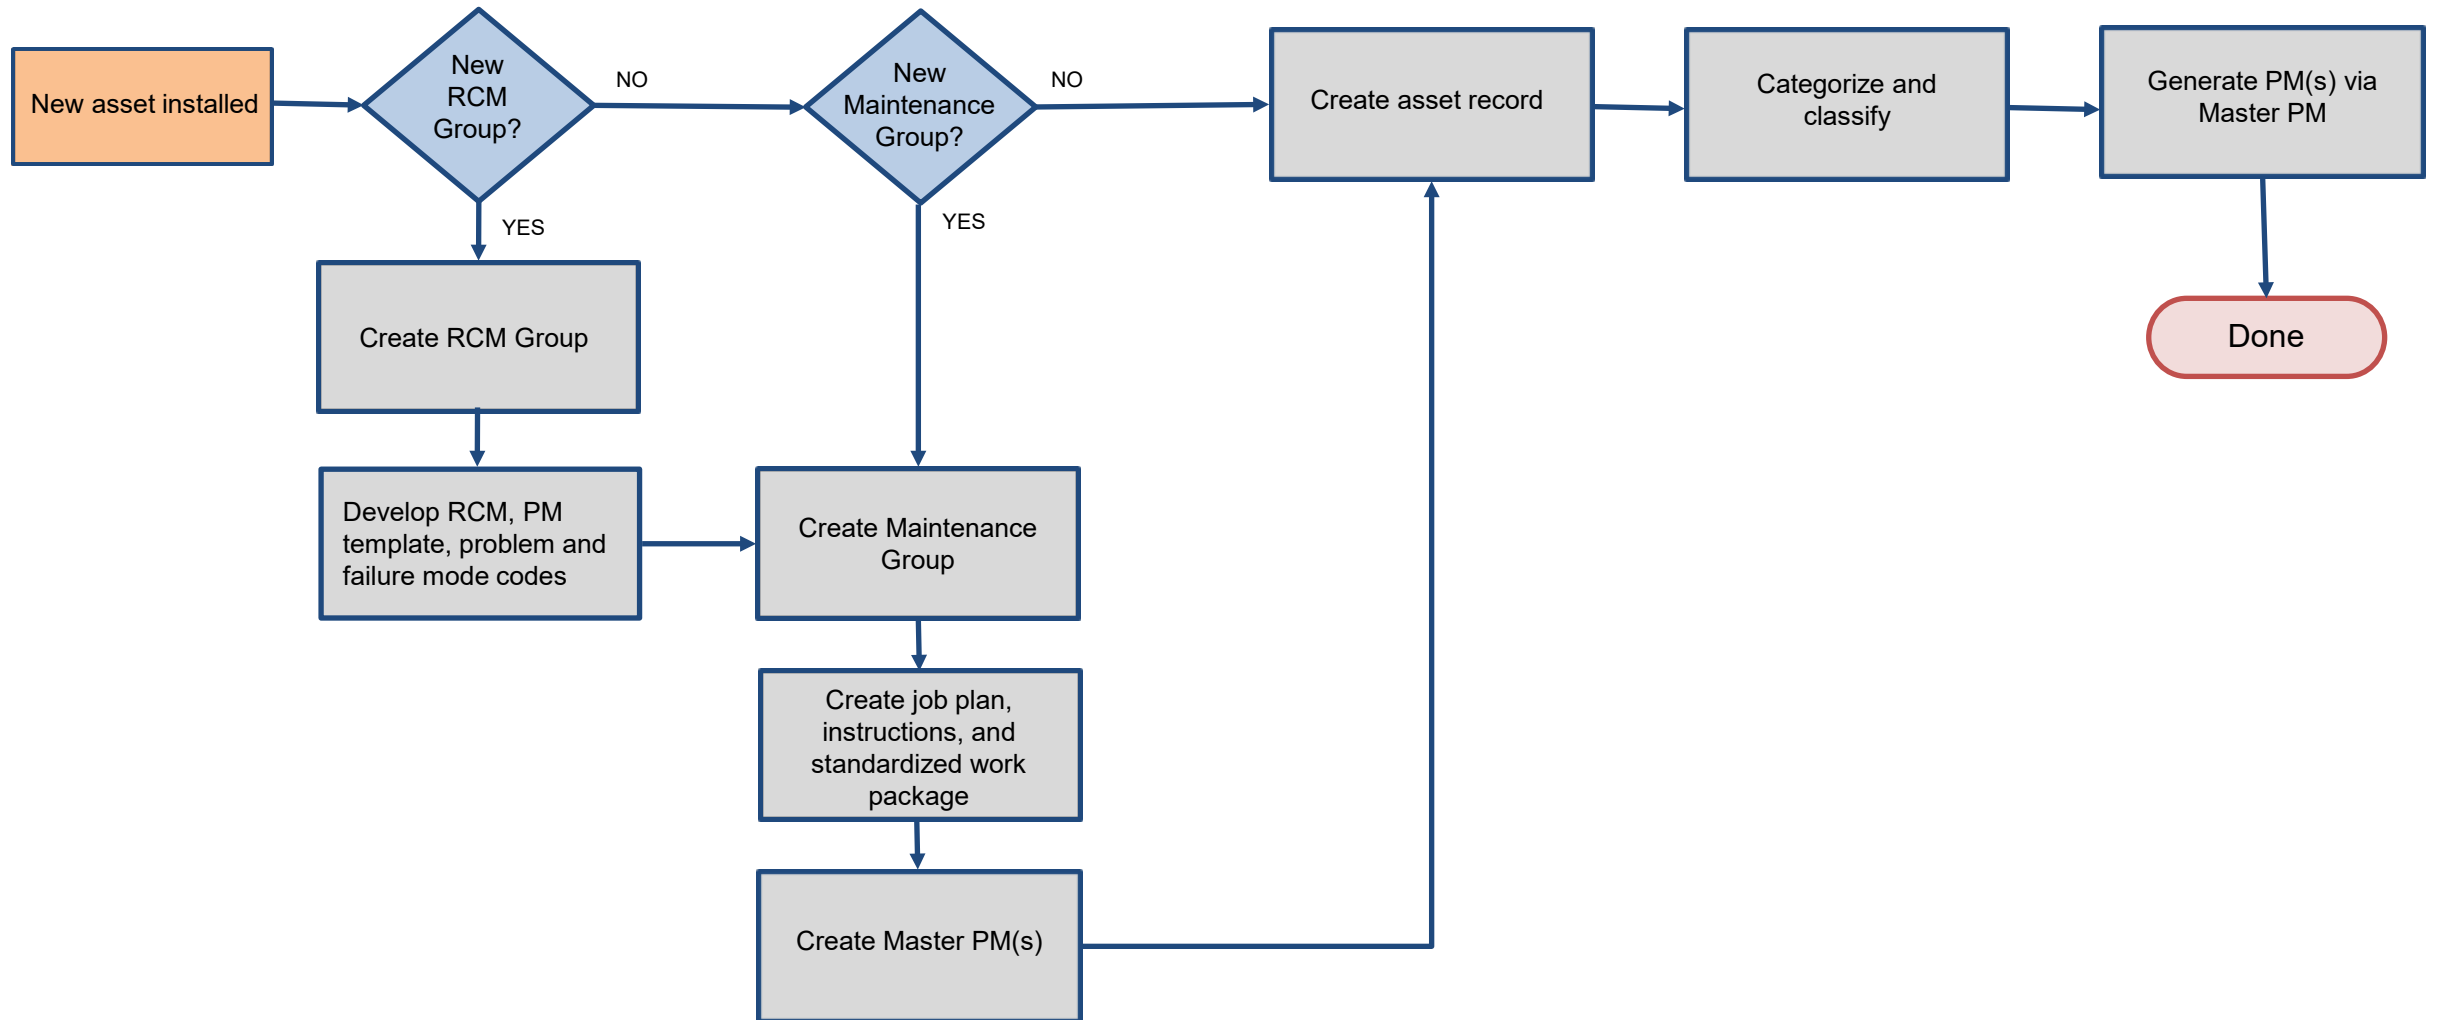 New asset installed
New
RCM
Group?
NO
New
Maintenance
Group?
NO
Create asset record
Categorize and
classify
Generate PM(s) via
Master PM
YES
YES
Create RCM Group
Done
Develop RCM, PM
template, problem and
failure mode codes
Create Maintenance
Group
Create job plan,
instructions, and
standardized work
package
Create Master PM(s)